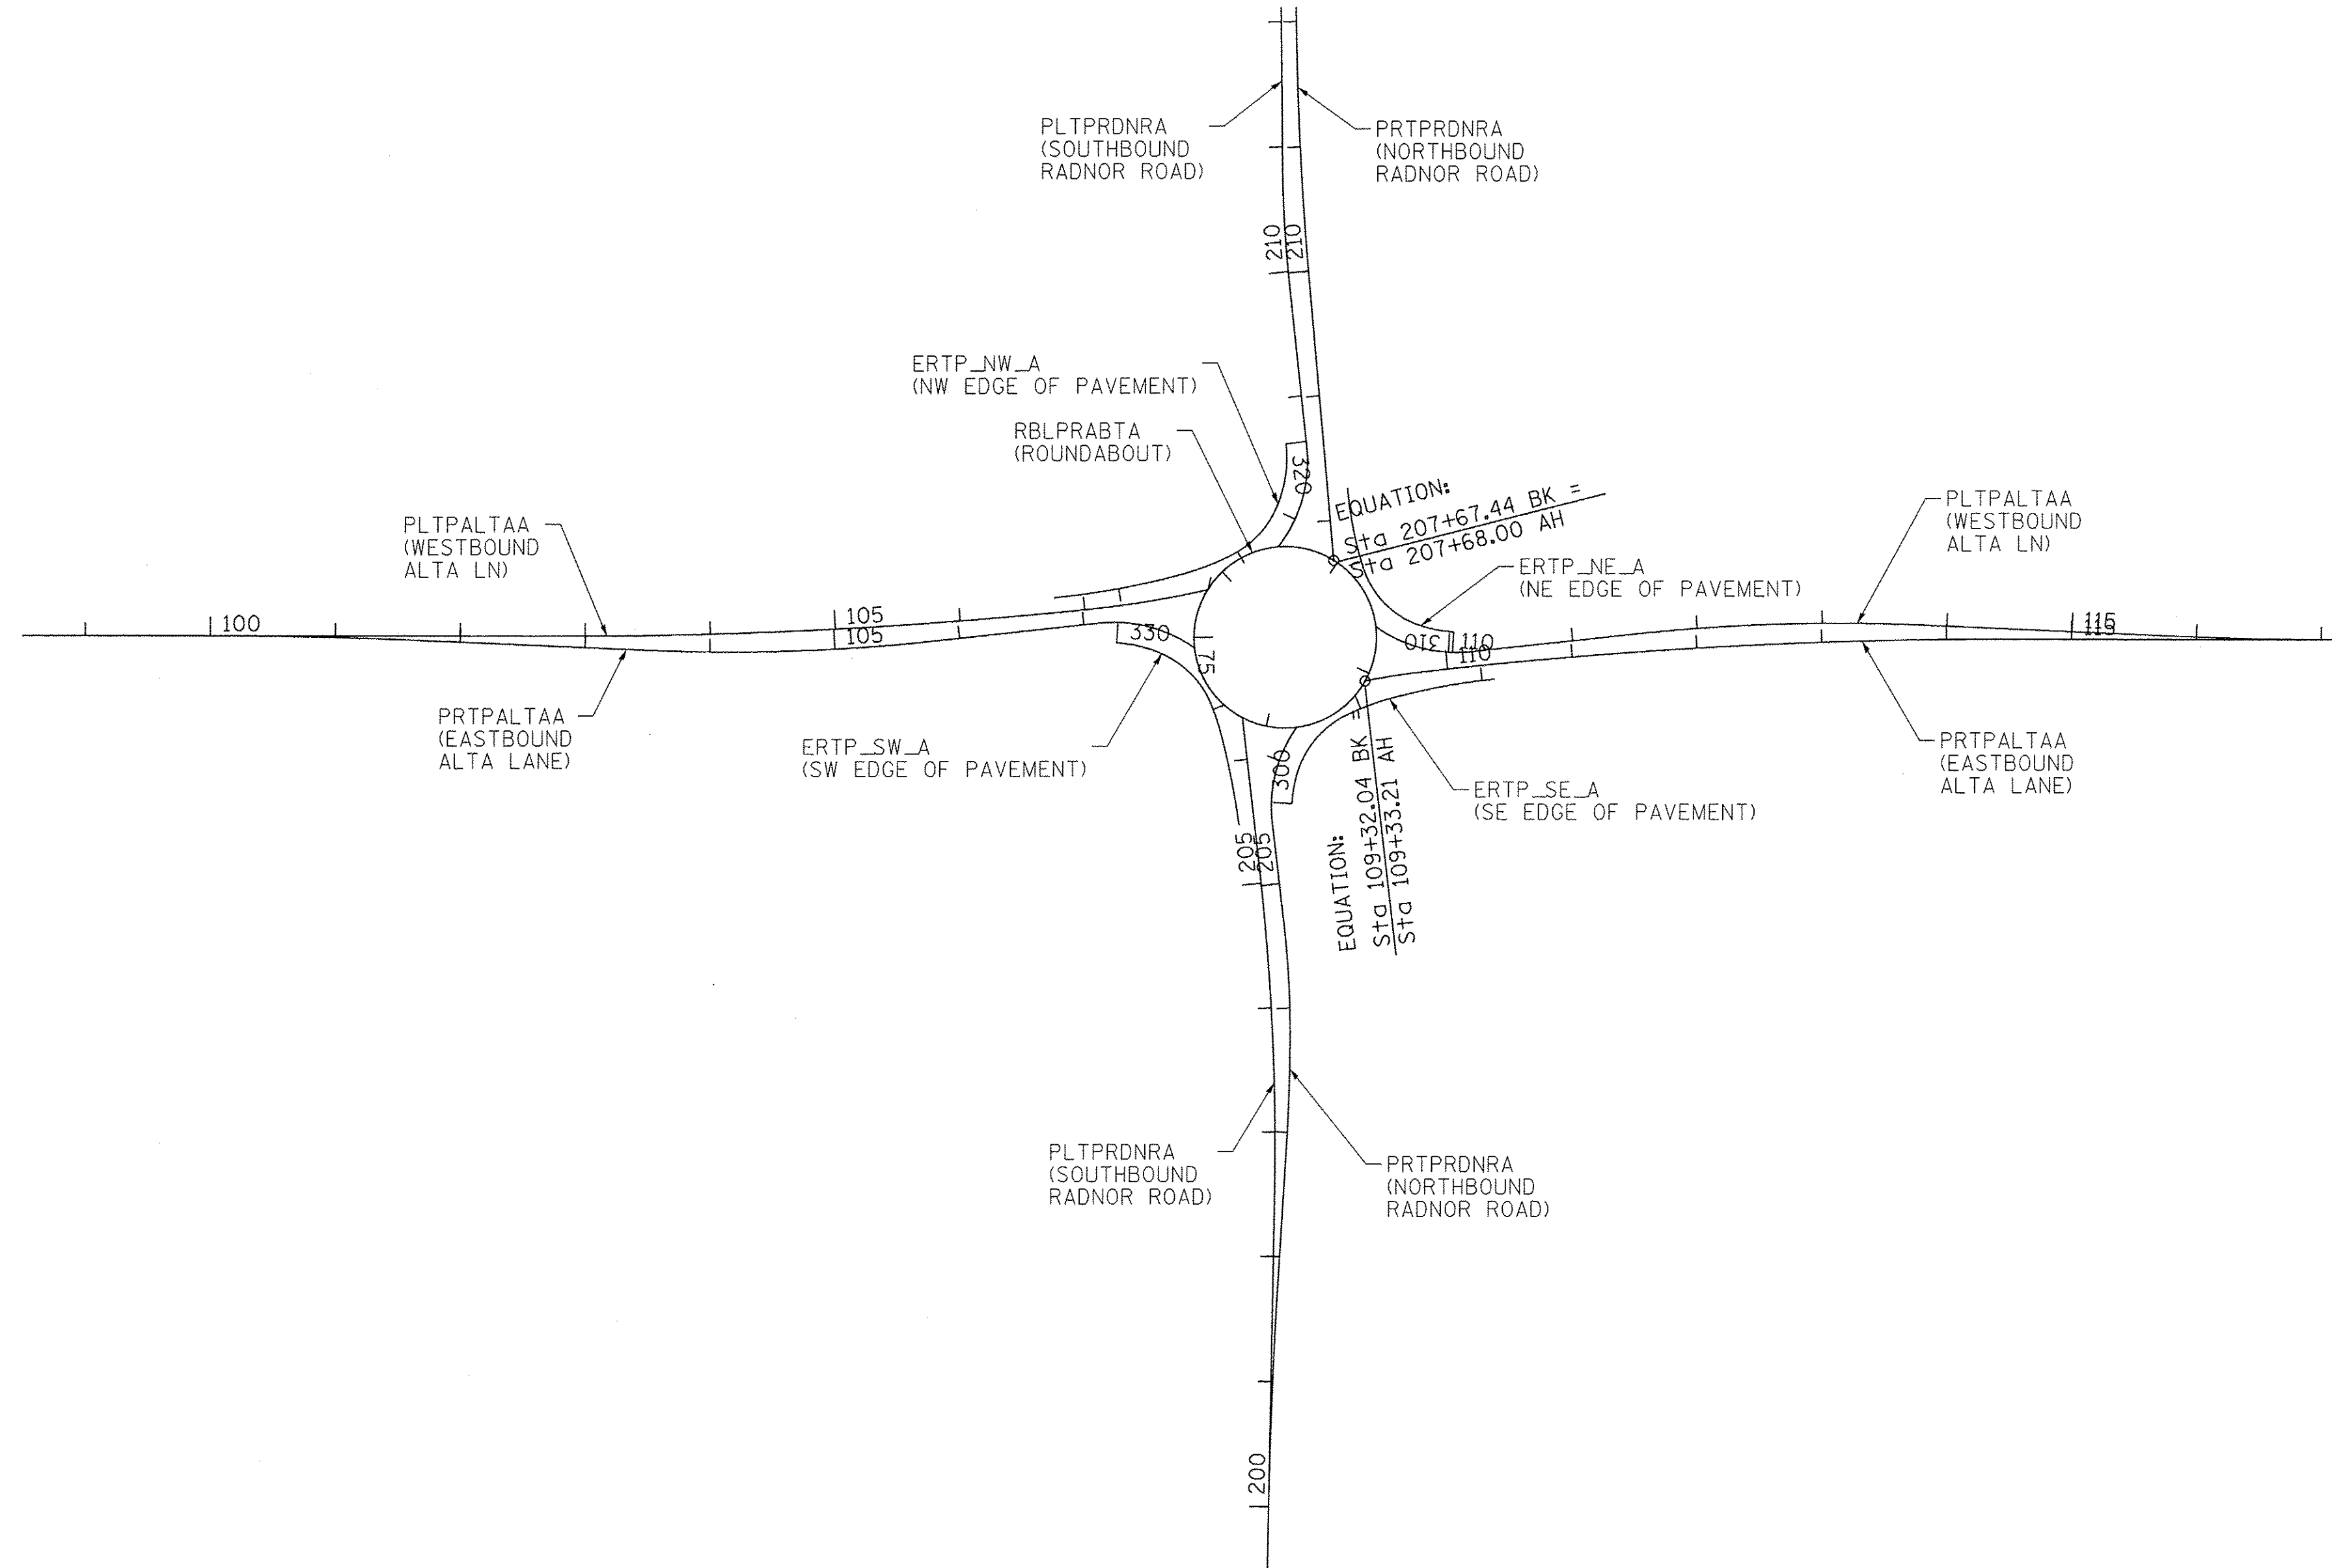 PLTPRDNRA
(SOUTHBOUND
RADNOR ROAD)
PRTPRDNRA
(NORTHBOUND
RADNOR ROAD)
210
210
ERTP_NW_A
(NW EDGE OF PAVEMENT)
RBLPRABTA
(ROUNDABOUT)
320
EQUATION:
Sta 207+67.44 BK =
Sta 207+68.00 AH
PLTPALTAA
(WESTBOUND
ALTA LN)
PLTPALTAA
(WESTBOUND
ALTA LN)
ERTP_NE_A
(NE EDGE OF PAVEMENT)
100
105
105
330
75
310
110
110
115
115
PRTPALTAA
(EASTBOUND
ALTA LANE)
ERTP_SW_A
(SW EDGE OF PAVEMENT)
PRTPALTAA
(EASTBOUND
ALTA LANE)
300
ERTP_SE_A
(SE EDGE OF PAVEMENT)
EQUATION:
Sta 109+32.04 BK =
Sta 109+33.21 AH
205
205
PLTPRDNRA
(SOUTHBOUND
RADNOR ROAD)
PRTPRDNRA
(NORTHBOUND
RADNOR ROAD)
200